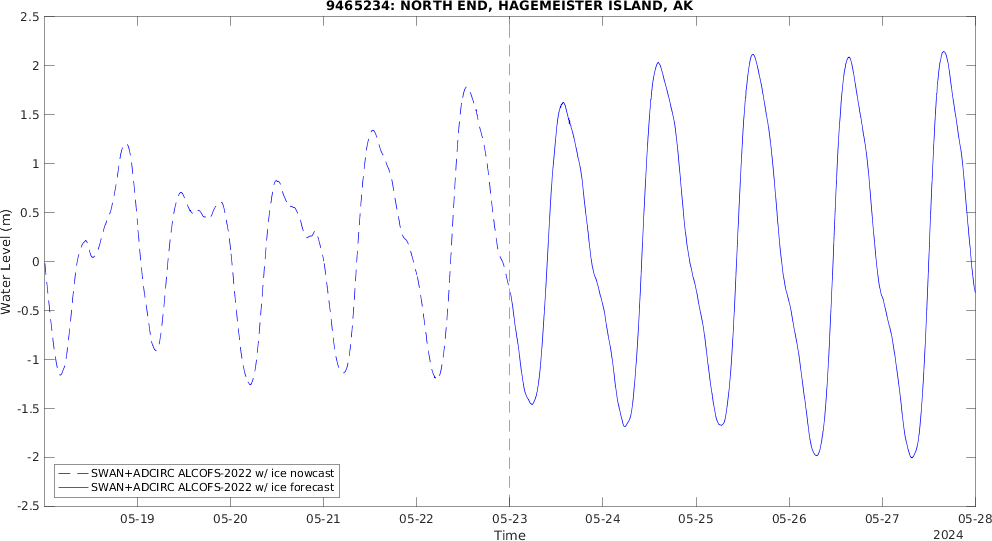 9465234: NORTH END, HAGEMEISTER ISLAND, AK
2.5
2
1.5
1
0.5
0
-0.5
-1
-1.5
-2
-2.5
Water Level (m)
SWAN+ADCIRC ALCOFS-2022 w/ ice nowcast
SWAN+ADCIRC ALCOFS-2022 w/ ice forecast
05-19 05-20 05-21 05-22 05-23 05-24 05-25 05-26 05-27 05-28
Time
2024